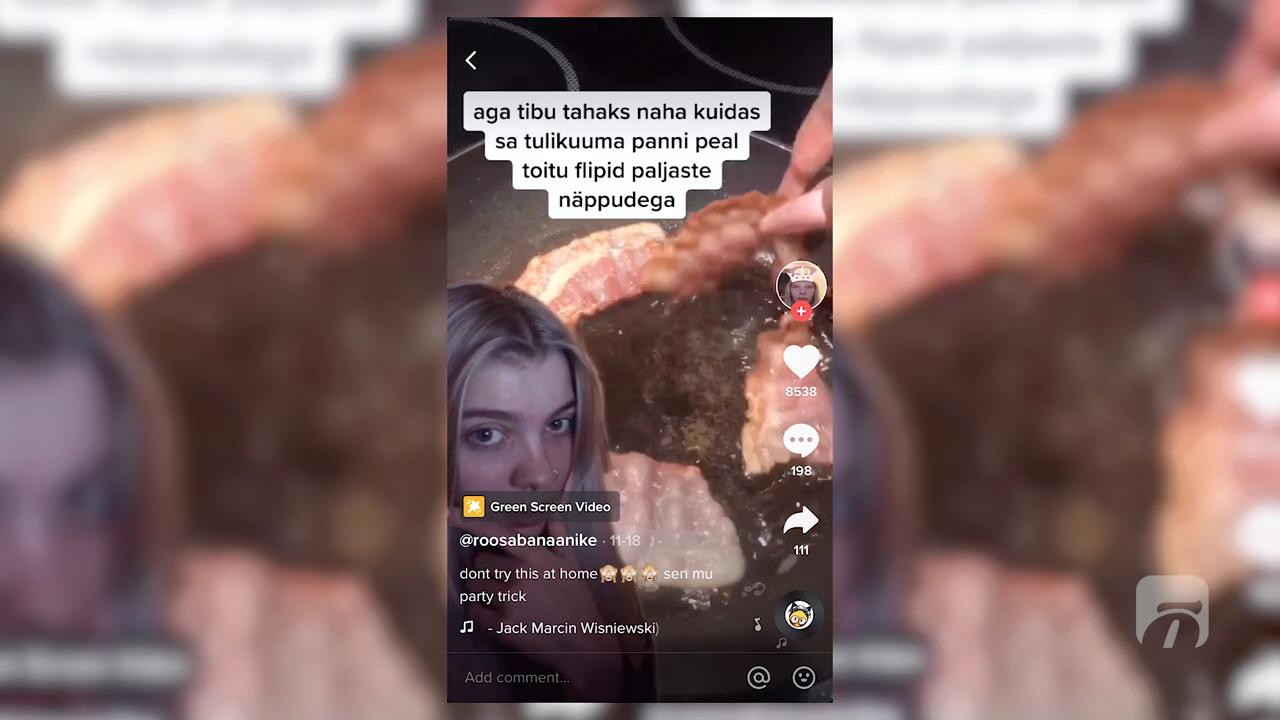 aga tibu tahaks naha kuidas
sa tulikuuma panni peal
toitu flipid paljaste
näppudega
8538
198
111
Green Screen Video
@roosabanaanike · 11-18
dont try this at home🙈🙈🙈 sen mu
party trick
- Jack Marcin Wisniewski)
Add comment...